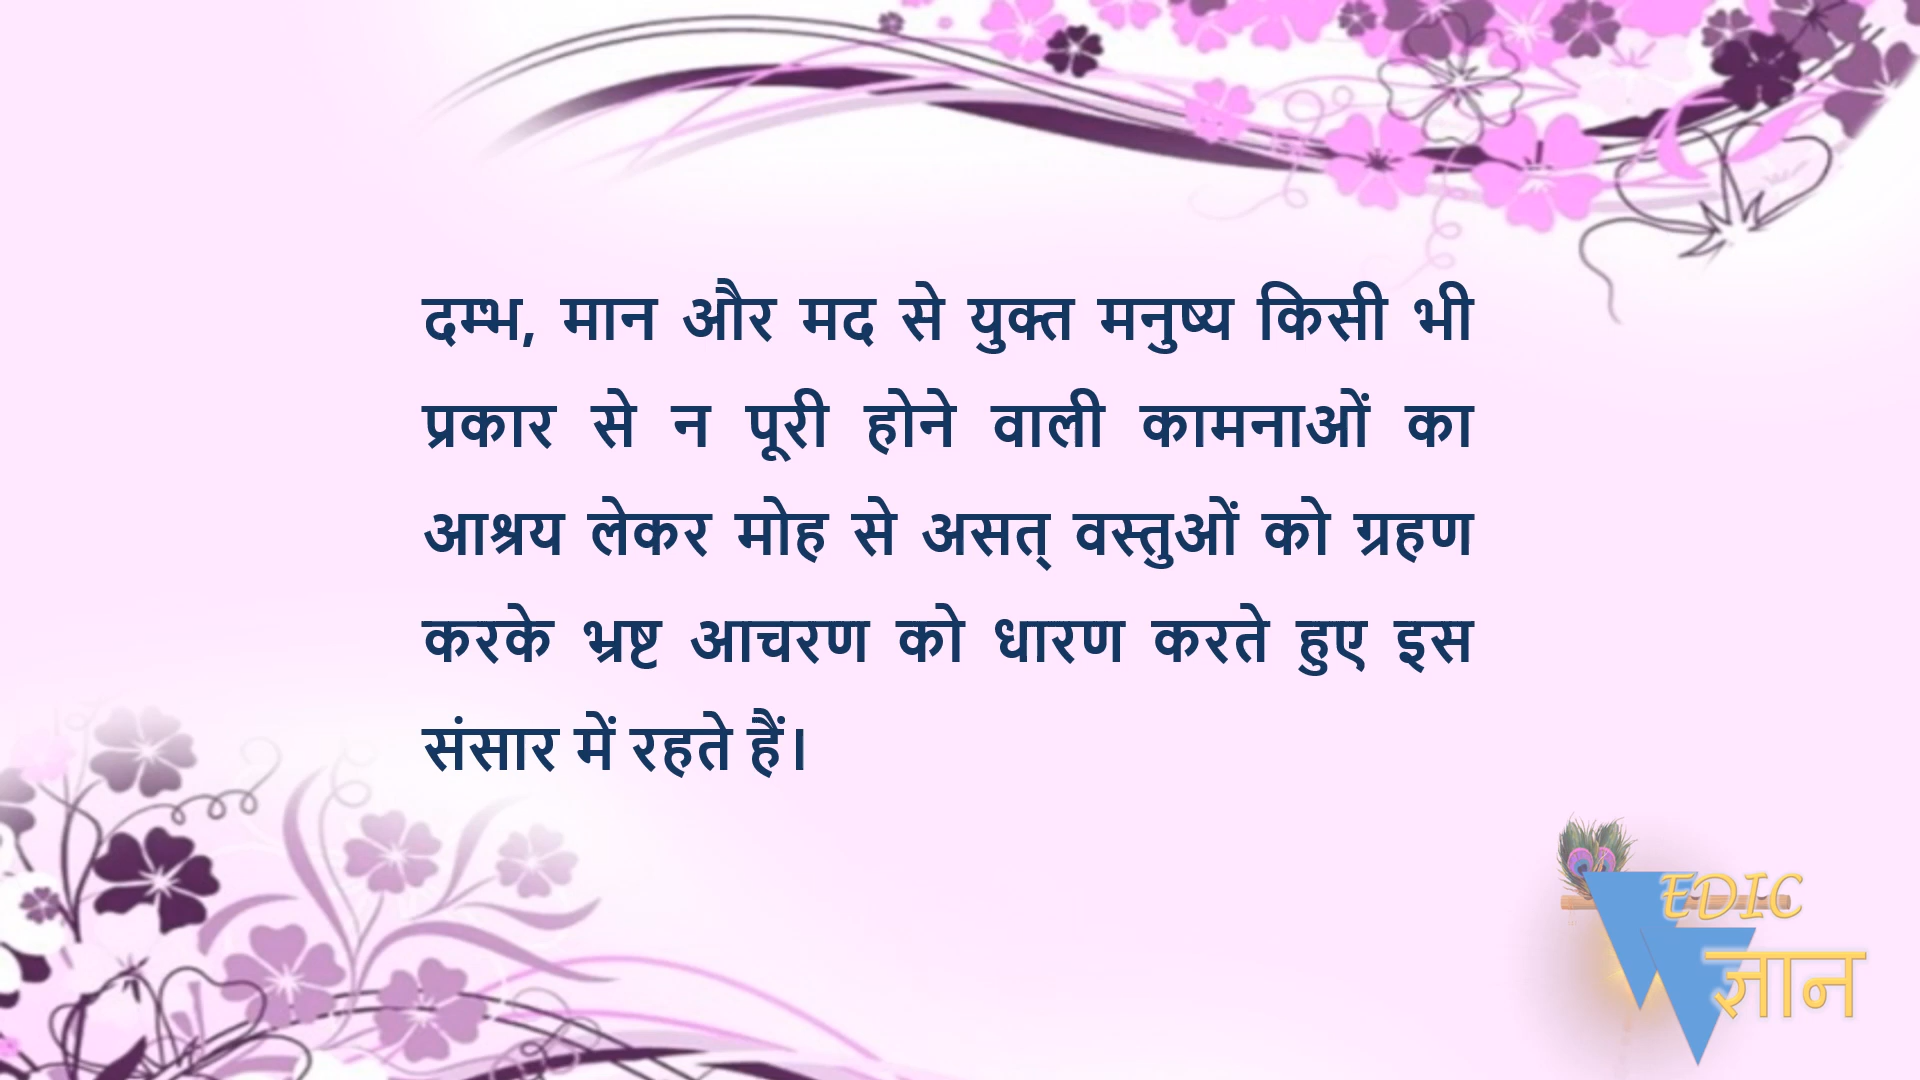 दम्भ, मान और मद से युक्त मनुष्य किसी भी
प्रकार से न पूरी होने वाली कामनाओं का
आश्रय लेकर मोह से असत् वस्तुओं को ग्रहण
करके भ्रष्ट आचरण को धारण करते हुए इस
संसार में रहते हैं।
VEDIC
ज्ञान